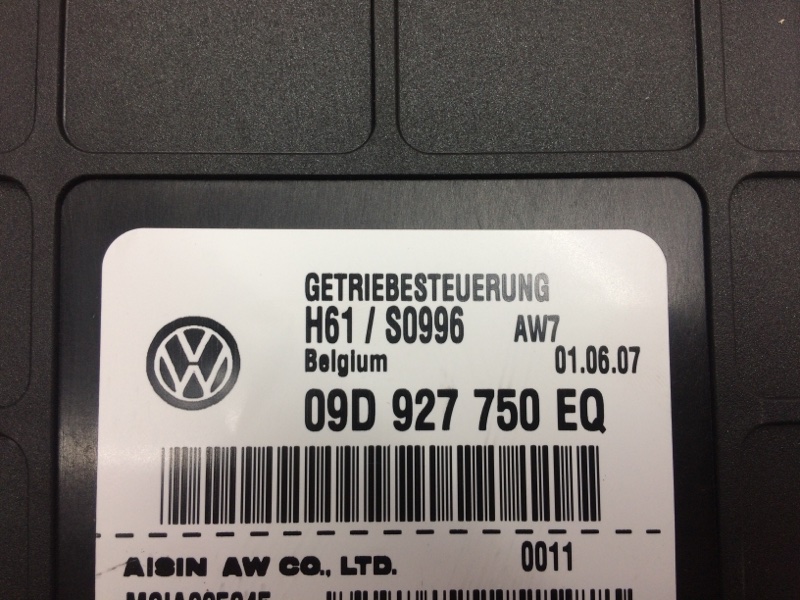 GETRIEBESTEUERUNG
H61 / S0996 AW7
Belgium 01.06.07
09D 927 750 EQ
AISIN AW CO., LTD. 0011